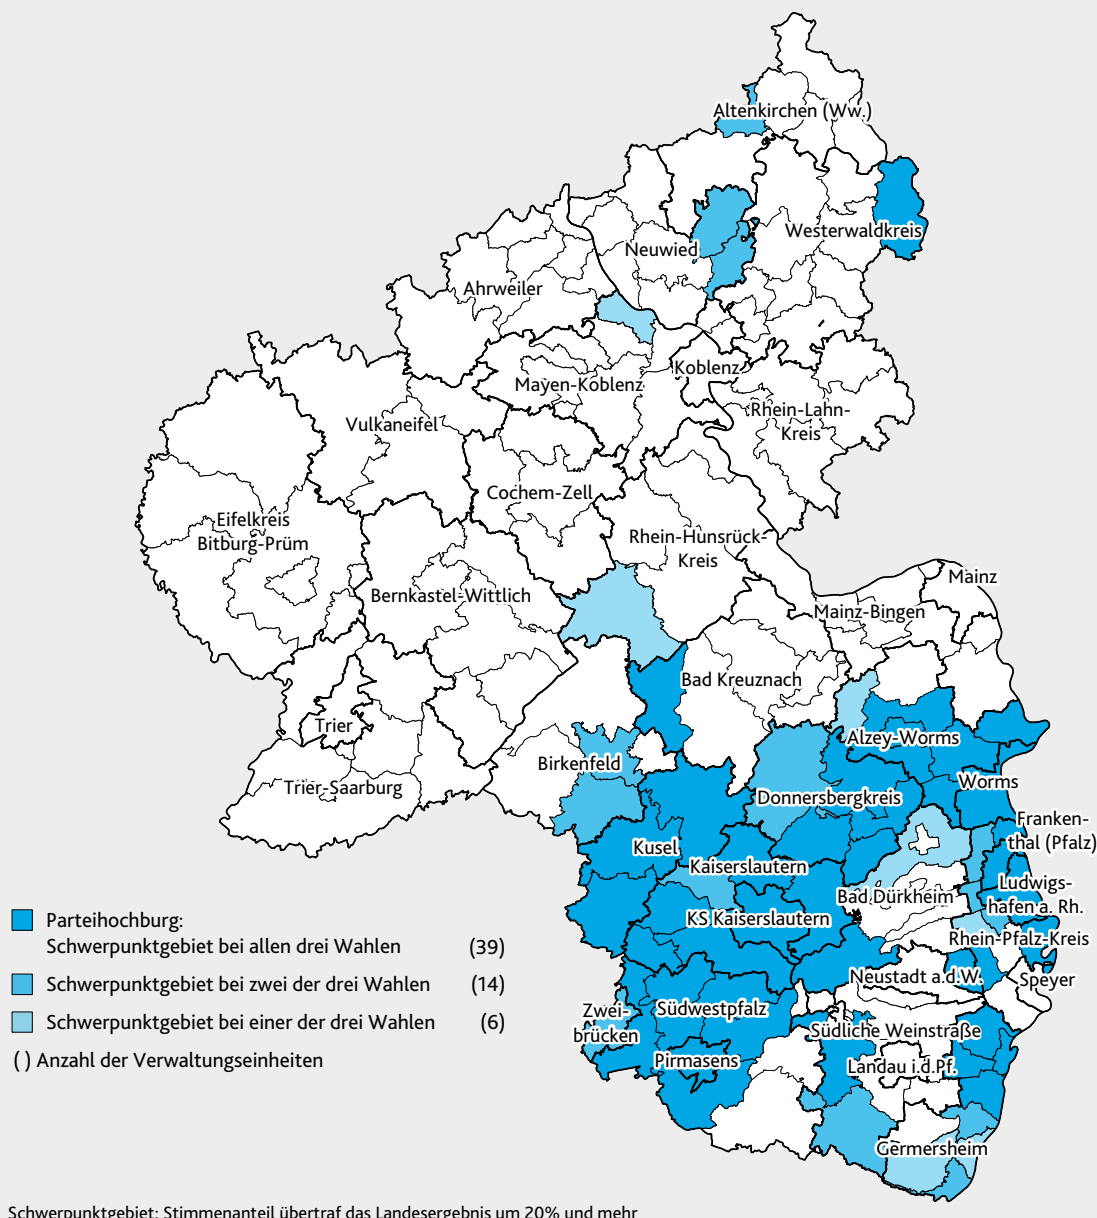 Altenkirchen (Ww.)
Westerwaldkreis
Neuwied
Ahrweiler
Koblenz
Mayen-Koblenz
Rhein-Lahn-
Kreis
Vulkaneifel
Cochem-Zell
Eifelkreis
Bitburg-Prüm
Rhein-Hunsrück-
Kreis
Mainz
Bernkastel-Wittlich
Mainz-Bingen
Bad Kreuznach
Trier
Alzey-Worms
Birkenfeld
Trier-Saarburg
Worms
Donnersbergkreis
Franken-
thal (Pfalz)
Kusel
Kaiserslautern
Ludwigs-
hafen a. Rh.
Bad Dürkheim
KS Kaiserslautern
Rhein-Pfalz-Kreis
Neustadt a.d.W.
Speyer
Zwei-
brücken
Südwestpfalz
Südliche Weinstraße
Pirmasens
Landau i.d.Pf.
Germersheim
Parteihochburg:
Schwerpunktgebiet bei allen drei Wahlen (39)
Schwerpunktgebiet bei zwei der drei Wahlen (14)
Schwerpunktgebiet bei einer der drei Wahlen (6)
( ) Anzahl der Verwaltungseinheiten
Schwerpunktgebiet: Stimmenanteil übertraf das Landesergebnis um 20% und mehr